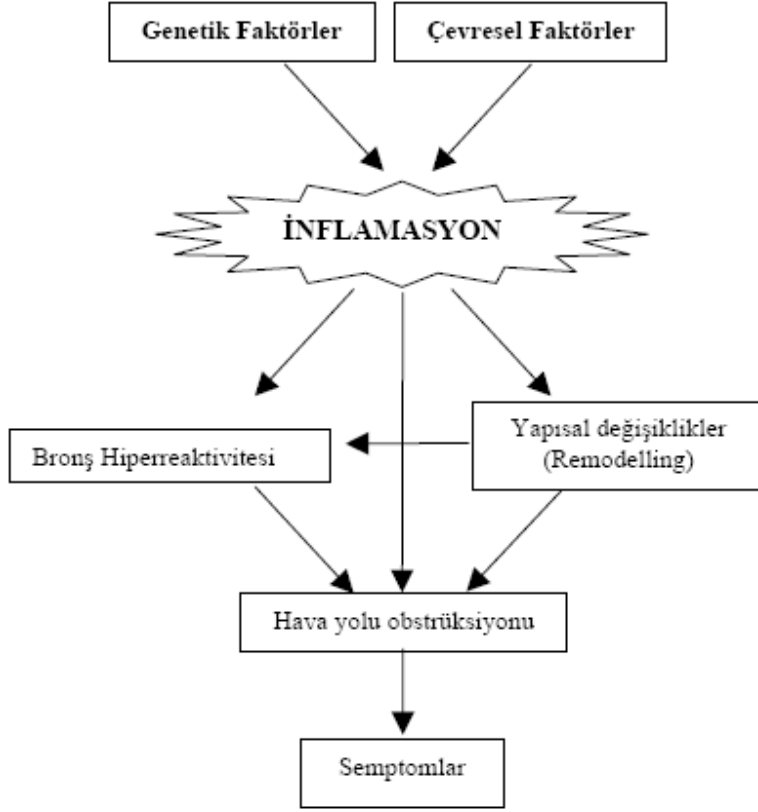 Genetik Faktörler
Çevresel Faktörler
İNFLAMASYON
Bronş Hiperreaktivitesi
Yapısal değişiklikler
(Remodelling)
Hava yolu obstrüksiyonu
Semptomlar